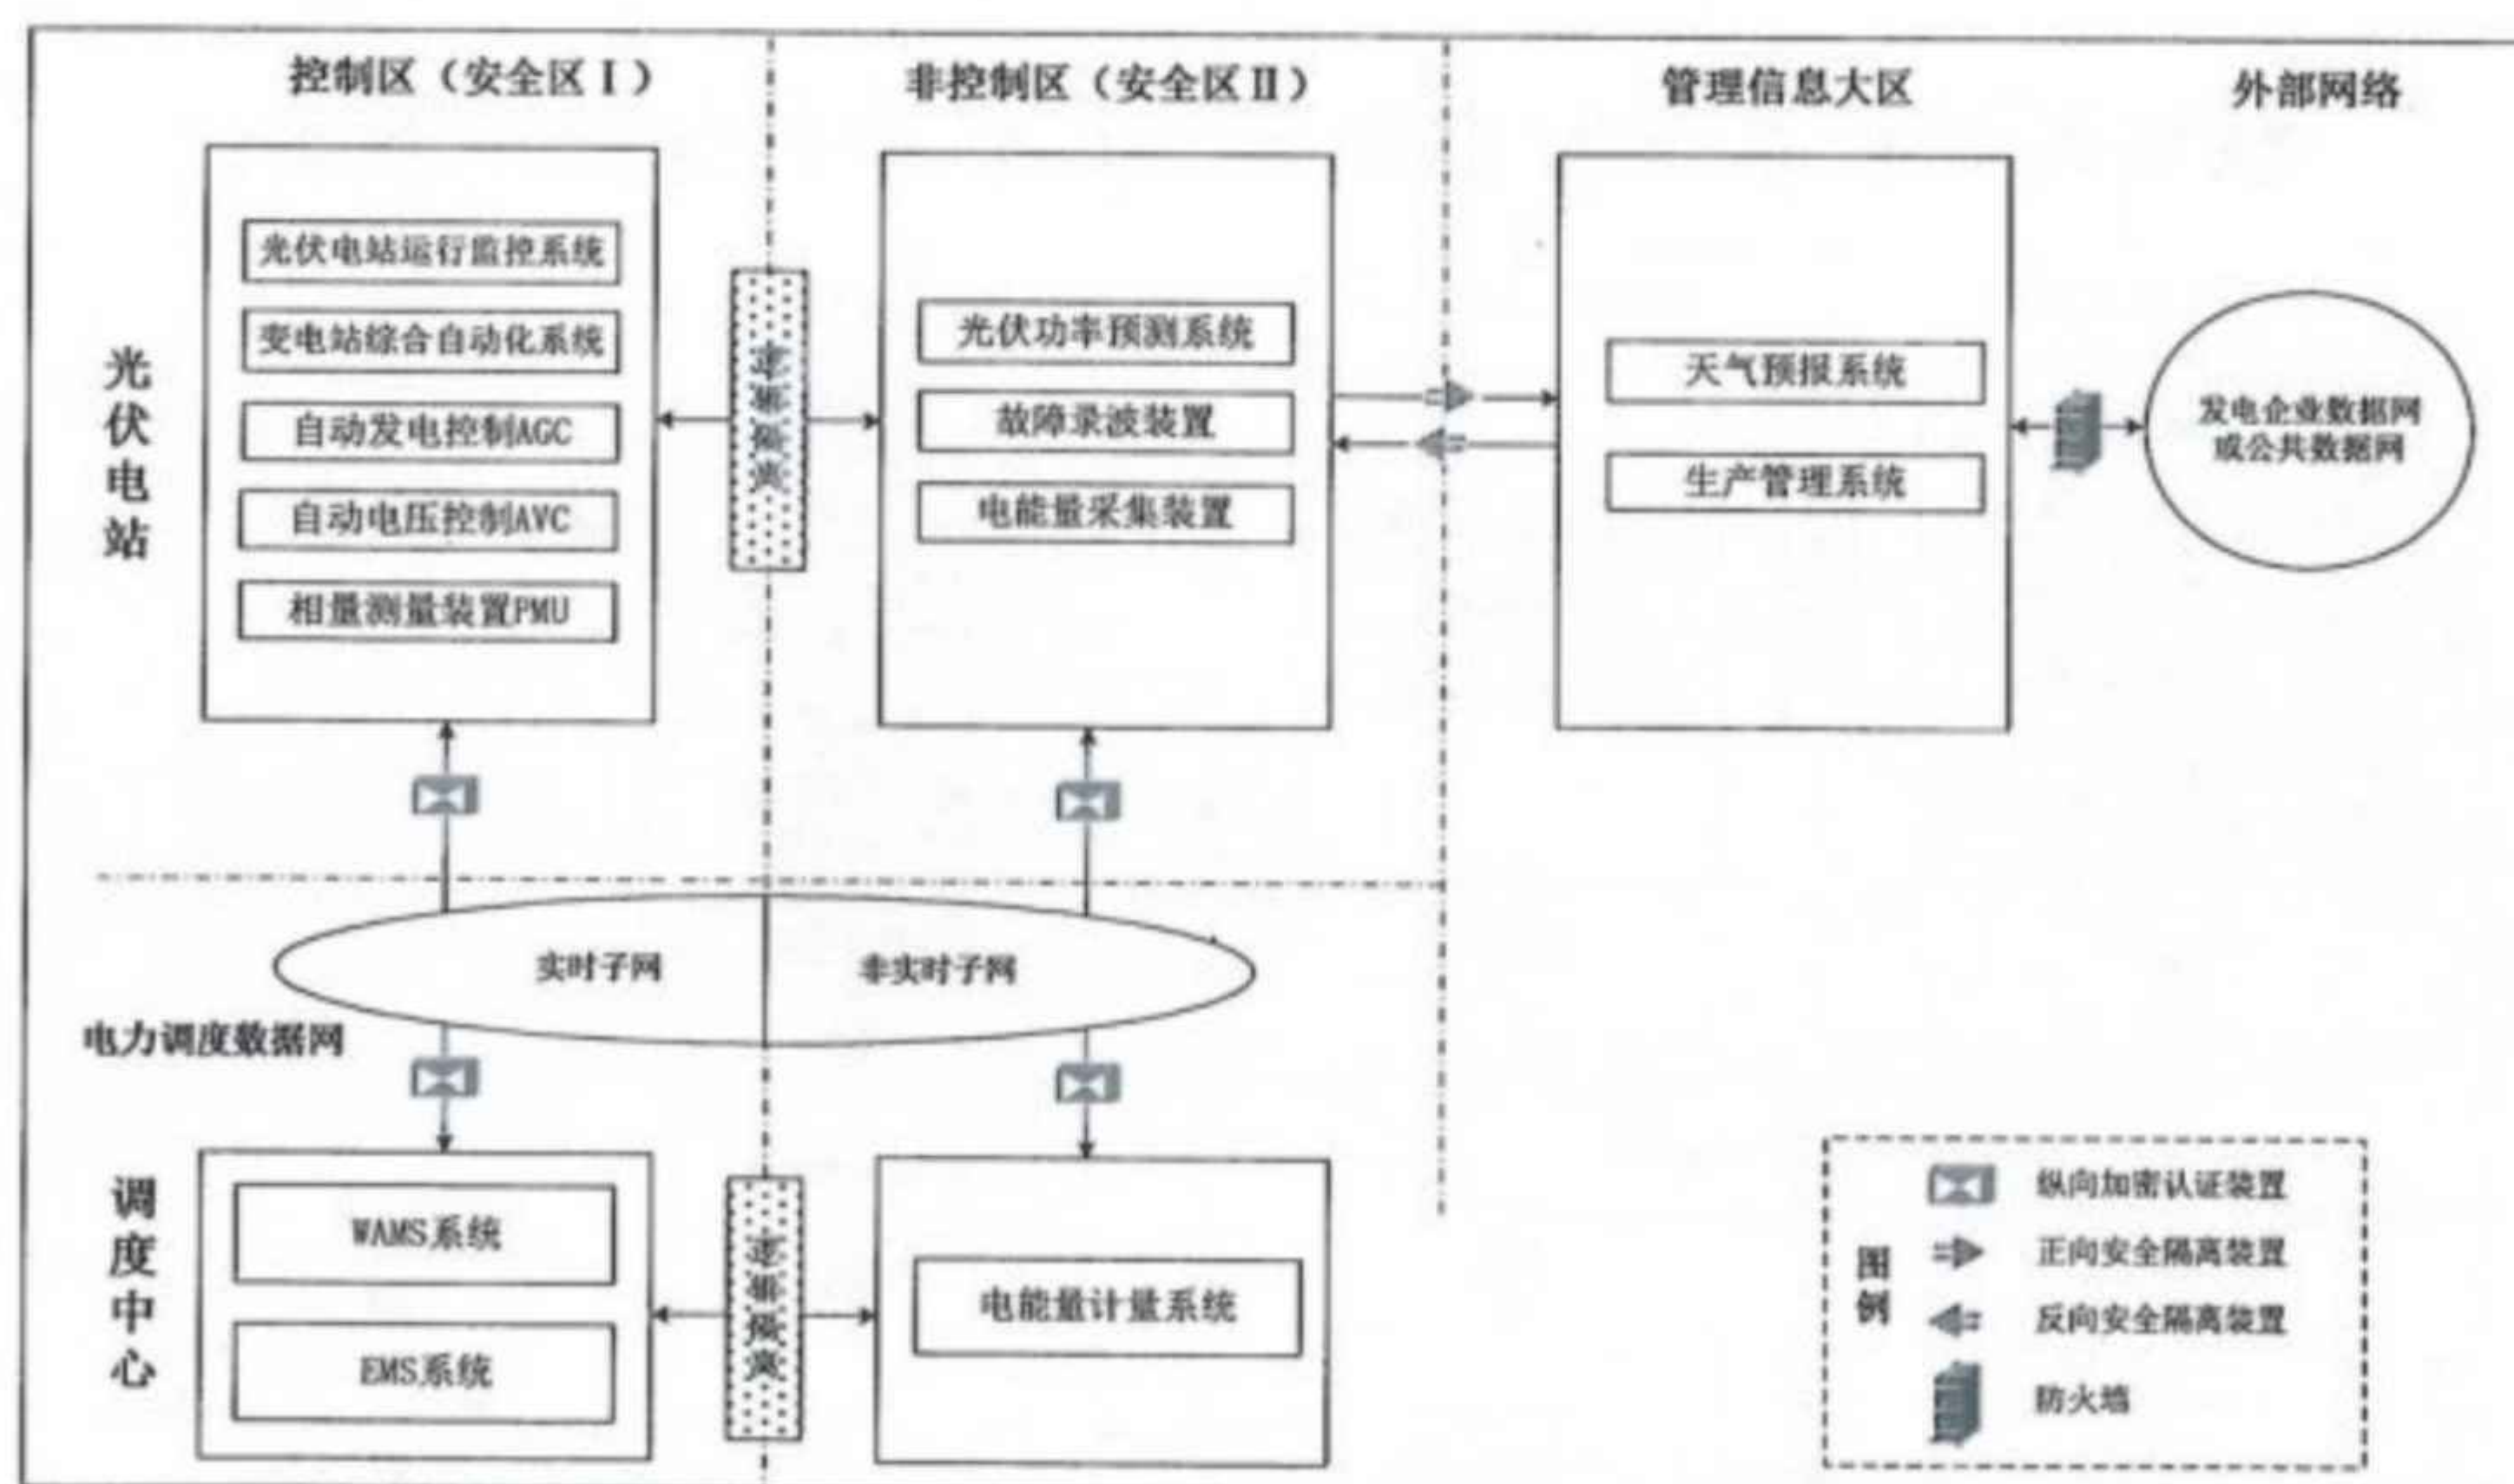 控制区（安全区Ⅰ）
非控制区（安全区Ⅱ）
管理信息大区
外部网络
光伏电站
光伏电站运行监控系统
变电站综合自动化系统
自动发电控制AGC
自动电压控制AVC
相量测量装置PMU
光伏功率预测系统
故障录波装置
电能量采集装置
天气预报系统
生产管理系统
发电企业数据网
或公共数据网
实时子网
非实时子网
电力调度数据网
调度中心
WAMS系统
EMS系统
电能量计量系统
图例
纵向加密认证装置
正向安全隔离装置
反向安全隔离装置
防火墙